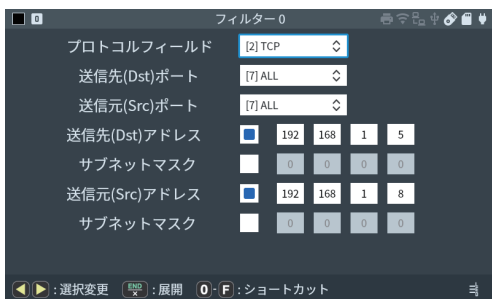 0 フィルター 0
プロトコルフィールド [2] TCP
送信先(Dst)ポート [7] ALL
送信元(Src)ポート [7] ALL
送信先(Dst)アドレス 192 168 1 5
サブネットマスク 0 0 0 0
送信元(Src)アドレス 192 168 1 8
サブネットマスク 0 0 0 0
:選択変更 END × :展開 0-F:ショートカット